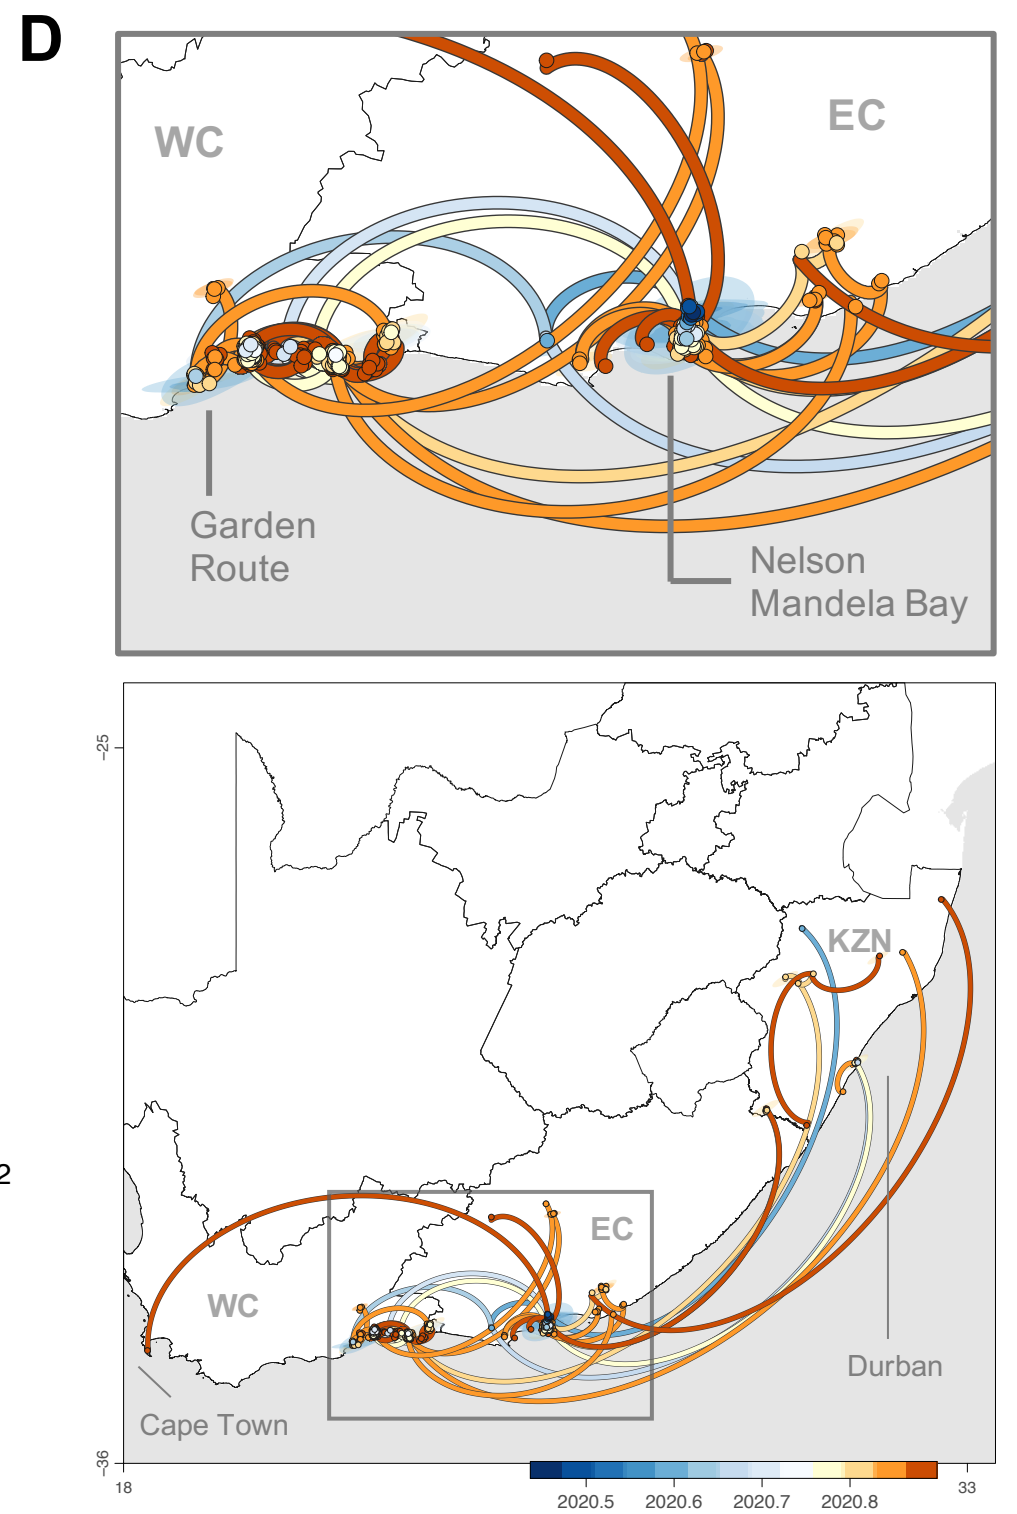 D
WC
EC
Garden
Route
Nelson
Mandela Bay
−25
KZN
2
EC
WC
Durban
Cape Town
−36
18
33
2020.5 2020.6 2020.7 2020.8